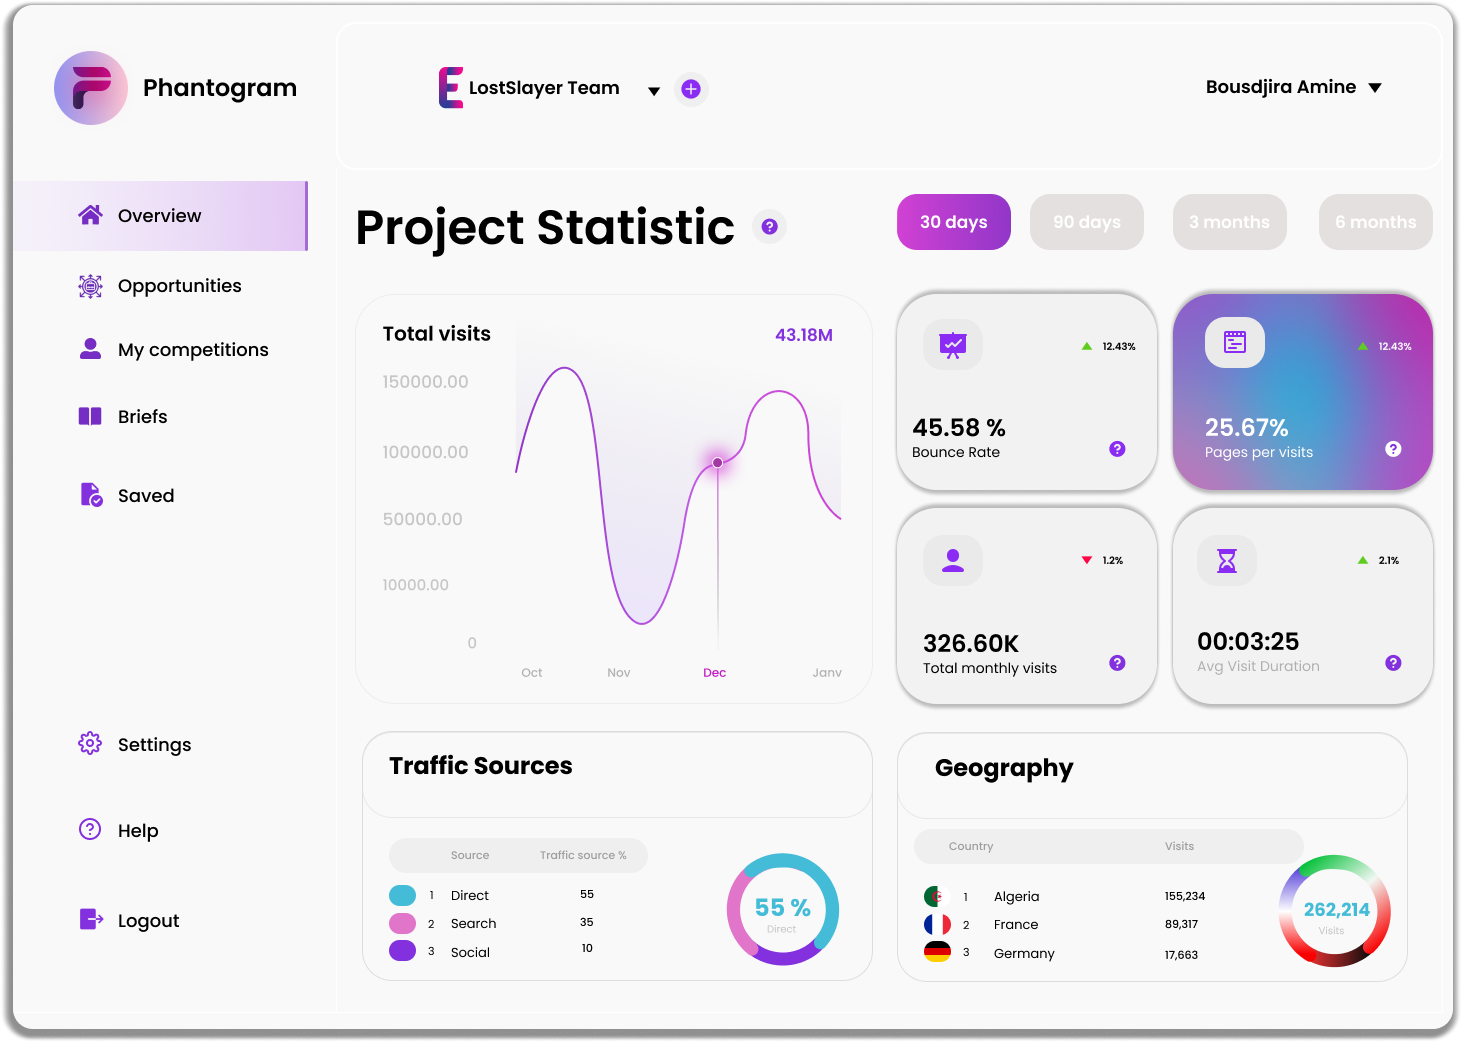 Phantogram
LostSlayer Team
Bousdjira Amine
Overview
Opportunities
My competitions
Briefs
Saved
Settings
Help
Logout
Project Statistic
30 days
90 days
3 months
6 months
Total visits
43.18M
150000.00
100000.00
50000.00
10000.00
0
Oct
Nov
Dec
Janv
12.43%
45.58 %
Bounce Rate
12.43%
25.67%
Pages per visits
1.2%
326.60K
Total monthly visits
2.1%
00:03:25
Avg Visit Duration
Traffic Sources
Source Traffic source %
1 Direct 55
2 Search 35
3 Social 10
55 %
Direct
Geography
Country Visits
1 Algeria 155,234
2 France 89,317
3 Germany 17,663
262,214
Visits